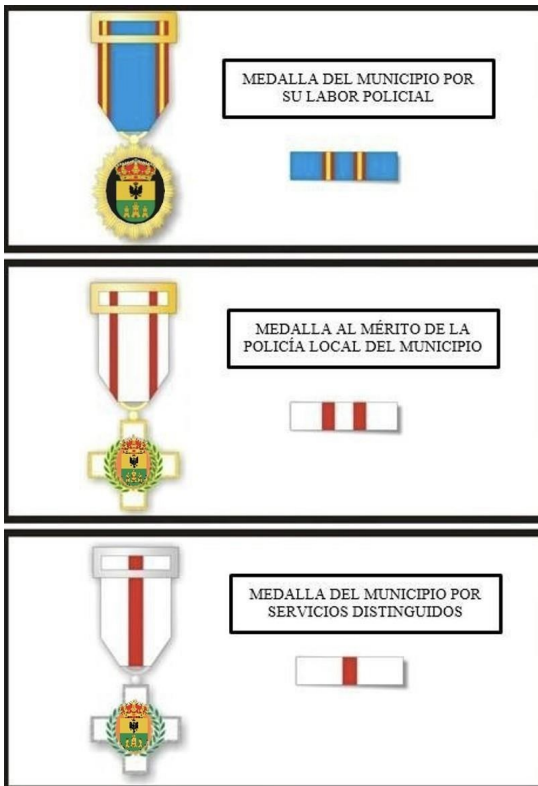 MEDALLA DEL MUNICIPIO POR
SU LABOR POLICIAL
MEDALLA AL MÉRITO DE LA
POLICÍA LOCAL DEL MUNICIPIO
MEDALLA DEL MUNICIPIO POR
SERVICIOS DISTINGUIDOS